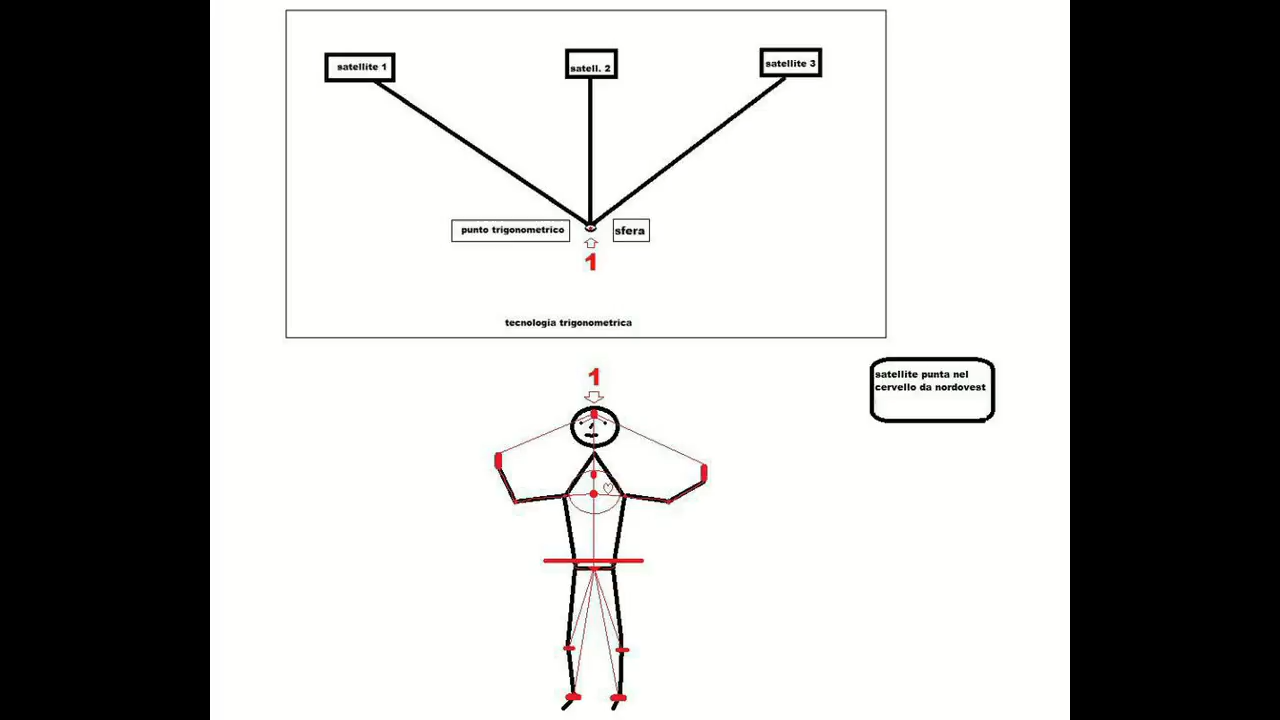 satellite 1
satell. 2
satellite 3
punto trigonometrico
sfera
1
tecnologia trigonometrica
1
satellite punta nel
cervello da nordovest